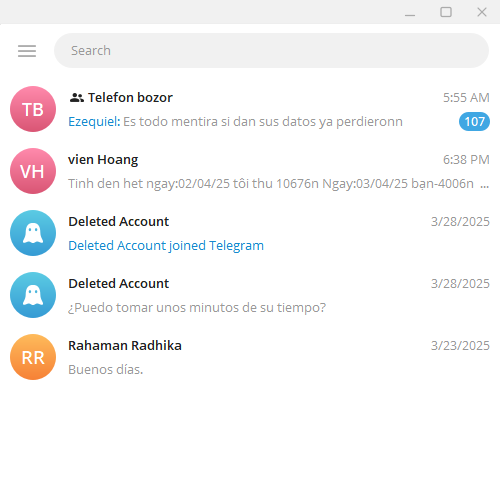 Search
TB
Telefon bozor
5:55 AM
Ezequiel: Es todo mentira si dan sus datos ya perdieronn
107
VH
vien Hoang
6:38 PM
Tinh den het ngay:02/04/25 tôi thu 10676n Ngay:03/04/25 bạn-4006n ...
Deleted Account
3/28/2025
Deleted Account joined Telegram
Deleted Account
3/28/2025
¿Puedo tomar unos minutos de su tiempo?
RR
Rahaman Radhika
3/23/2025
Buenos días.